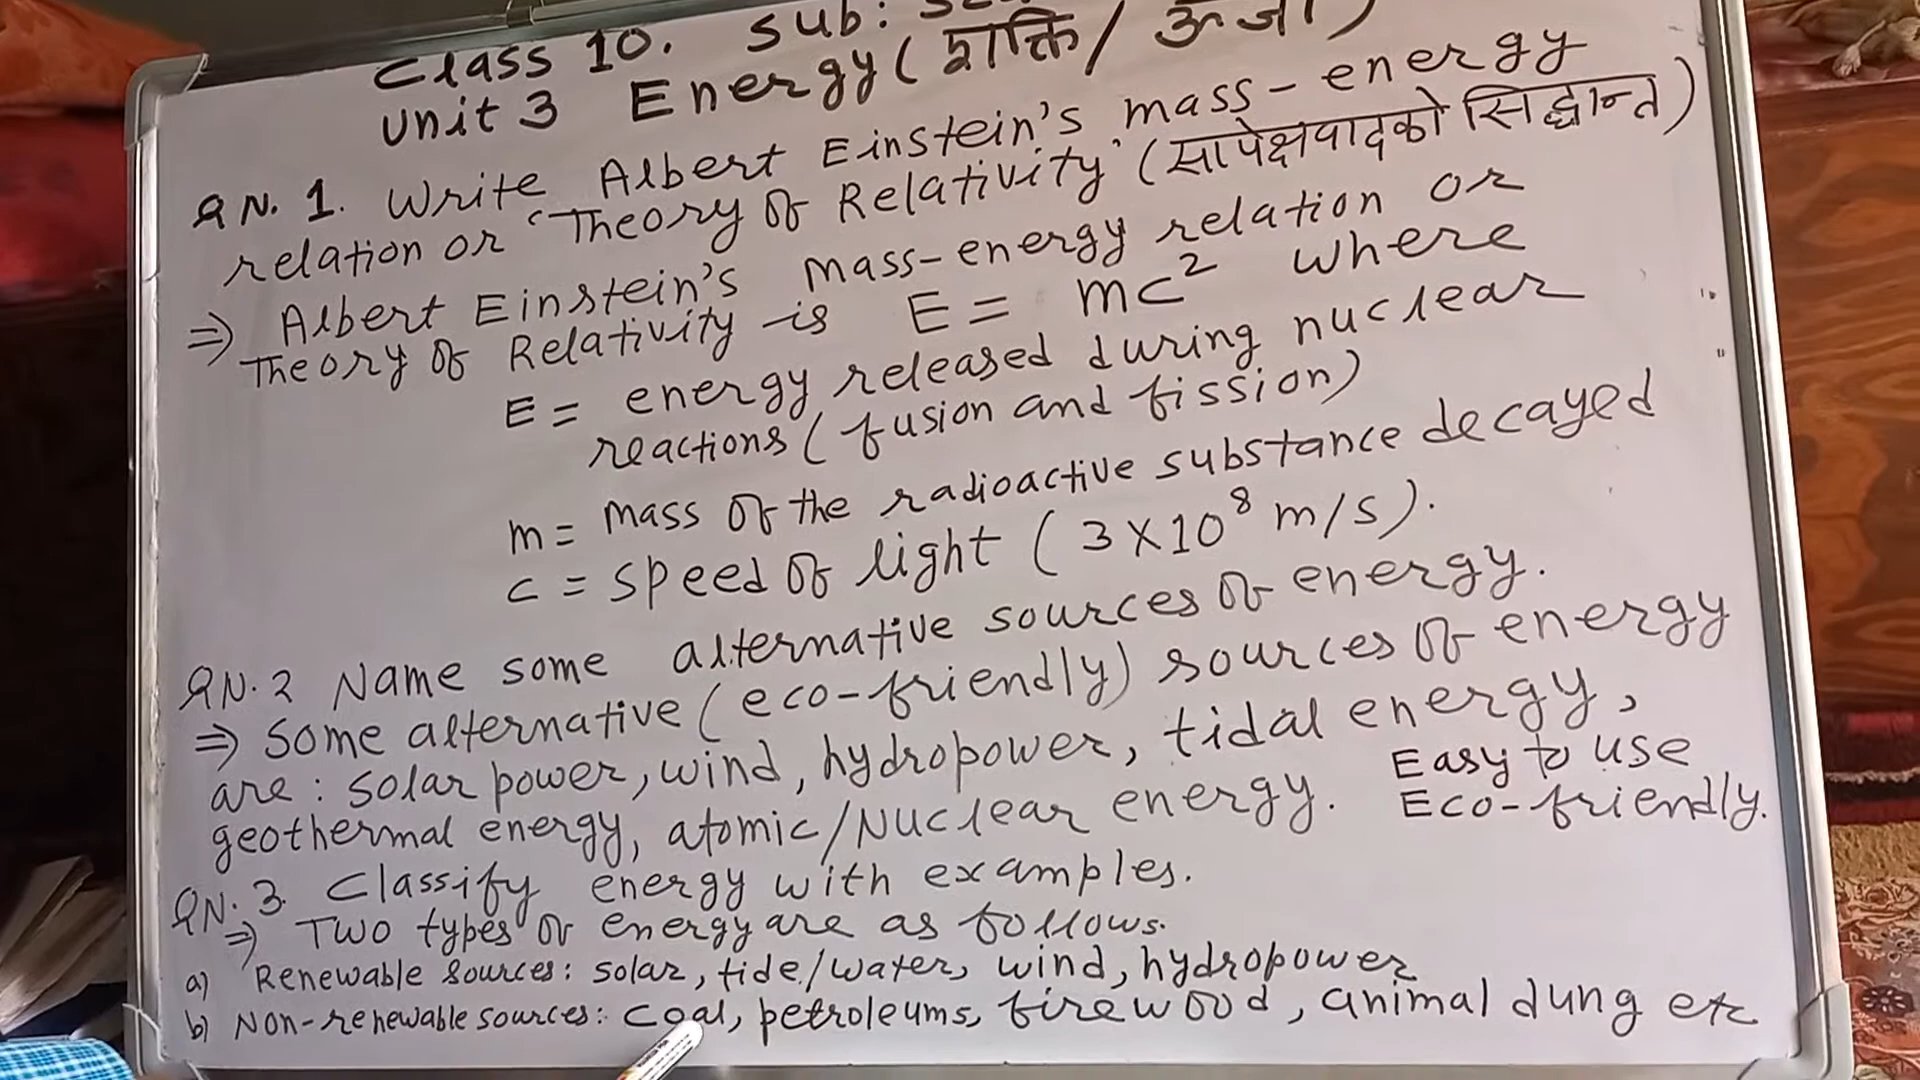 Class 10. Sub:
Unit 3 Energy (शक्ति / ऊर्जा)
QN. 1. Write Albert Einstein's mass-energy
relation or 'Theory of Relativity' (सापेक्षवादको सिद्धान्त)
⇒ Albert Einstein's mass-energy relation or
Theory of Relativity is E = mc² where
E = energy released during nuclear
reactions (fusion and fission)
m = mass of the radioactive substance decayed
c = speed of light (3×10⁸ m/s).
QN. 2 Name some alternative sources of energy.
⇒ Some alternative (eco-friendly) sources of energy
are: solar power, wind, hydropower, tidal energy,
geothermal energy, atomic/Nuclear energy.
Easy to use
Eco-friendly.
QN. 3. Classify energy with examples.
⇒ Two types of energy are as follows.
a) Renewable sources: solar, tide/water, wind, hydropower
b) Non-renewable sources: coal, petroleums, firewood, animal dung etc